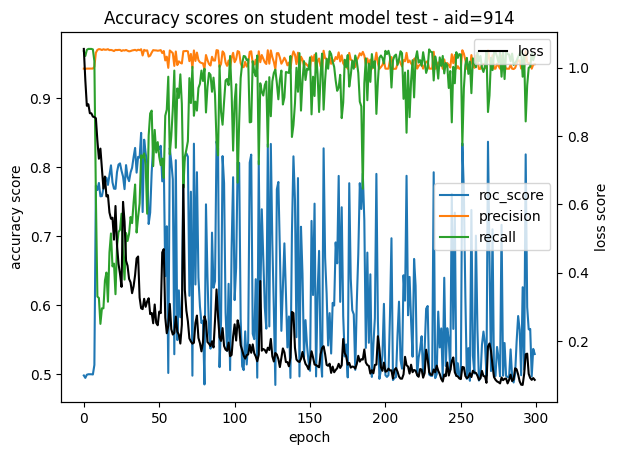 Accuracy scores on student model test - aid=914
loss
roc_score
precision
recall
accuracy score
loss score
epoch
0.9
0.8
0.7
0.6
0.5
1.0
0.8
0.6
0.4
0.2
0 50 100 150 200 250 300